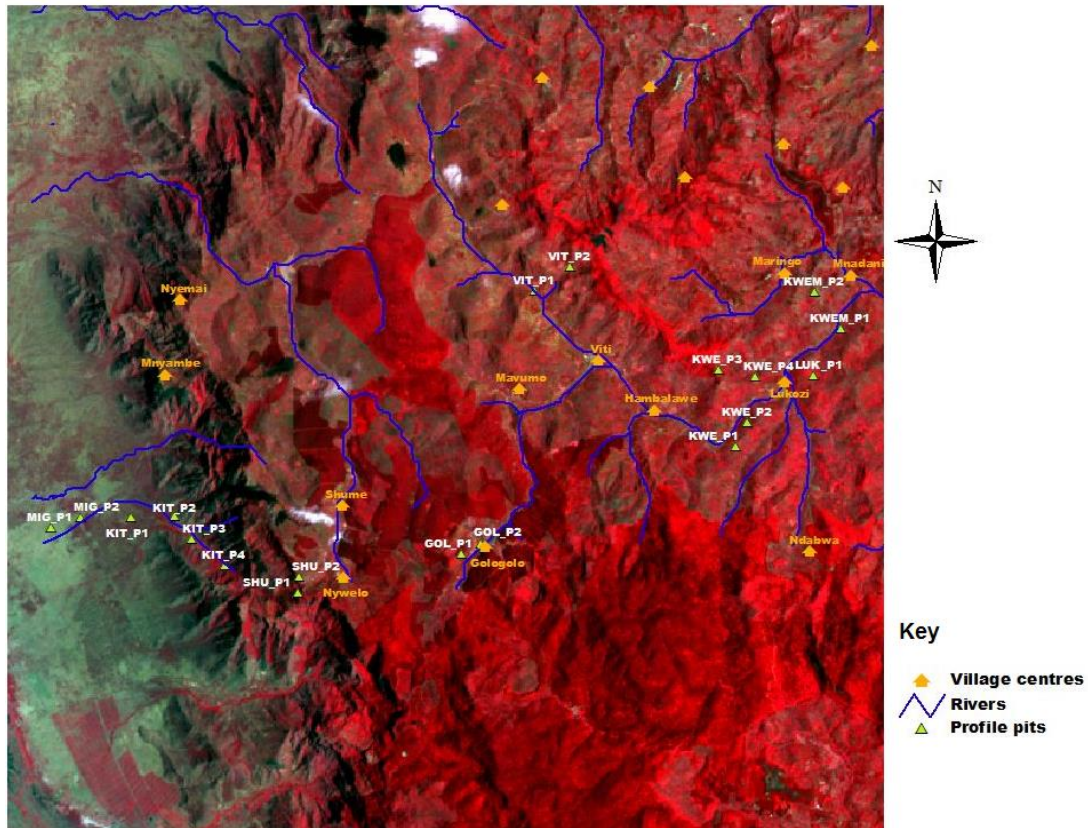 N
VIT_P2
VIT_P1
Maringo
Mnadani
KWEM_P2
Nyemai
KWEM_P1
Viti
Mnyambe
KWE_P3
KWE_P4
LUK_P1
Mavumo
Lukozi
Hambalawe
KWE_P2
KWE_P1
Shume
MIG_P1
MIG_P2
KIT_P2
KIT_P1
KIT_P3
GOL_P2
GOL_P1
KIT_P4
Gologolo
Ndabwa
SHU_P2
SHU_P1
Nywelo
Key
Village centres
Rivers
Profile pits